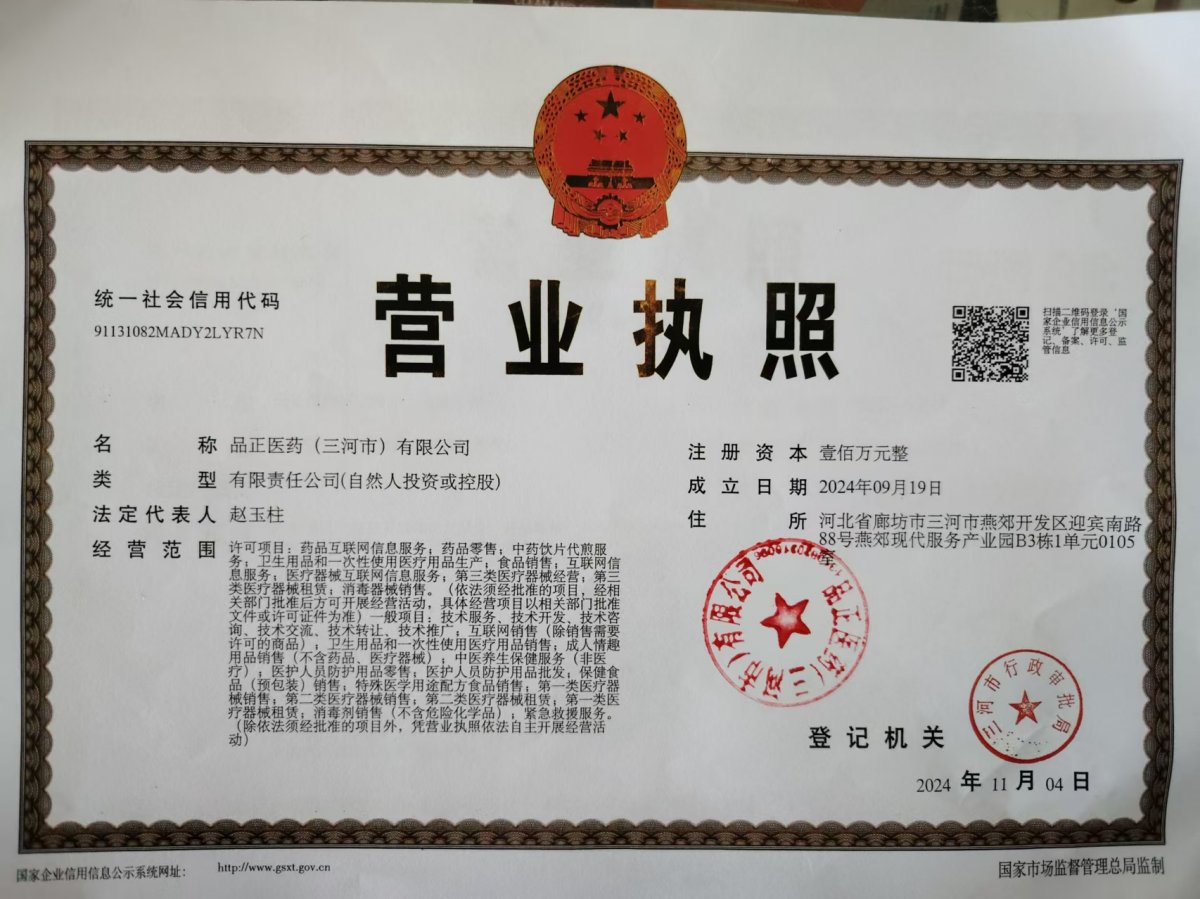 营业执照
统一社会信用代码
91131082MADY2LYR7N
扫描二维码登录‘国
家企业信用信息公示
系统’了解更多登
记、备案、许可、监
管信息
名称 品正医药（三河市）有限公司
类型 有限责任公司(自然人投资或控股)
法定代表人 赵玉柱
经营范围 许可项目：药品互联网信息服务；药品零售；中药饮片代煎服
务；卫生用品和一次性使用医疗用品生产；食品销售；互联网信
息服务；医疗器械互联网信息服务；第三类医疗器械经营；第三
类医疗器械租赁；消毒器械销售。（依法须经批准的项目，经相
关部门批准后方可开展经营活动，具体经营项目以相关部门批准
文件或许可证件为准）一般项目：技术服务、技术开发、技术咨
询、技术交流、技术转让、技术推广；互联网销售（除销售需要
许可的商品）；卫生用品和一次性使用医疗用品销售；成人情趣
用品销售（不含药品、医疗器械）；中医养生保健服务（非医
疗）；医护人员防护用品零售；医护人员防护用品批发；保健食
品（预包装）销售；特殊医学用途配方食品销售；第一类医疗器
械销售；第二类医疗器械销售；第二类医疗器械租赁；第一类医
疗器械租赁；消毒剂销售（不含危险化学品）；紧急救援服务。
（除依法须经批准的项目外，凭营业执照依法自主开展经营活
动）
注册资本 壹佰万元整
成立日期 2024年09月19日
住所 河北省廊坊市三河市燕郊开发区迎宾南路
88号燕郊现代服务产业园B3栋1单元0105
品正医药(三河市)有限公司
三河市行政审批局
登记机关
2024 年 11 月 04 日
国家企业信用信息公示系统网址：
http://www.gsxt.gov.cn
国家市场监督管理总局监制